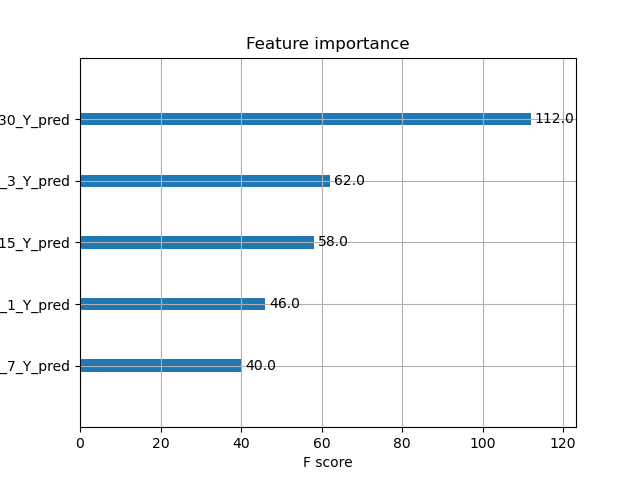 Feature importance
30_Y_pred 112.0
_3_Y_pred 62.0
15_Y_pred 58.0
_1_Y_pred 46.0
_7_Y_pred 40.0
0 20 40 60 80 100 120
F score